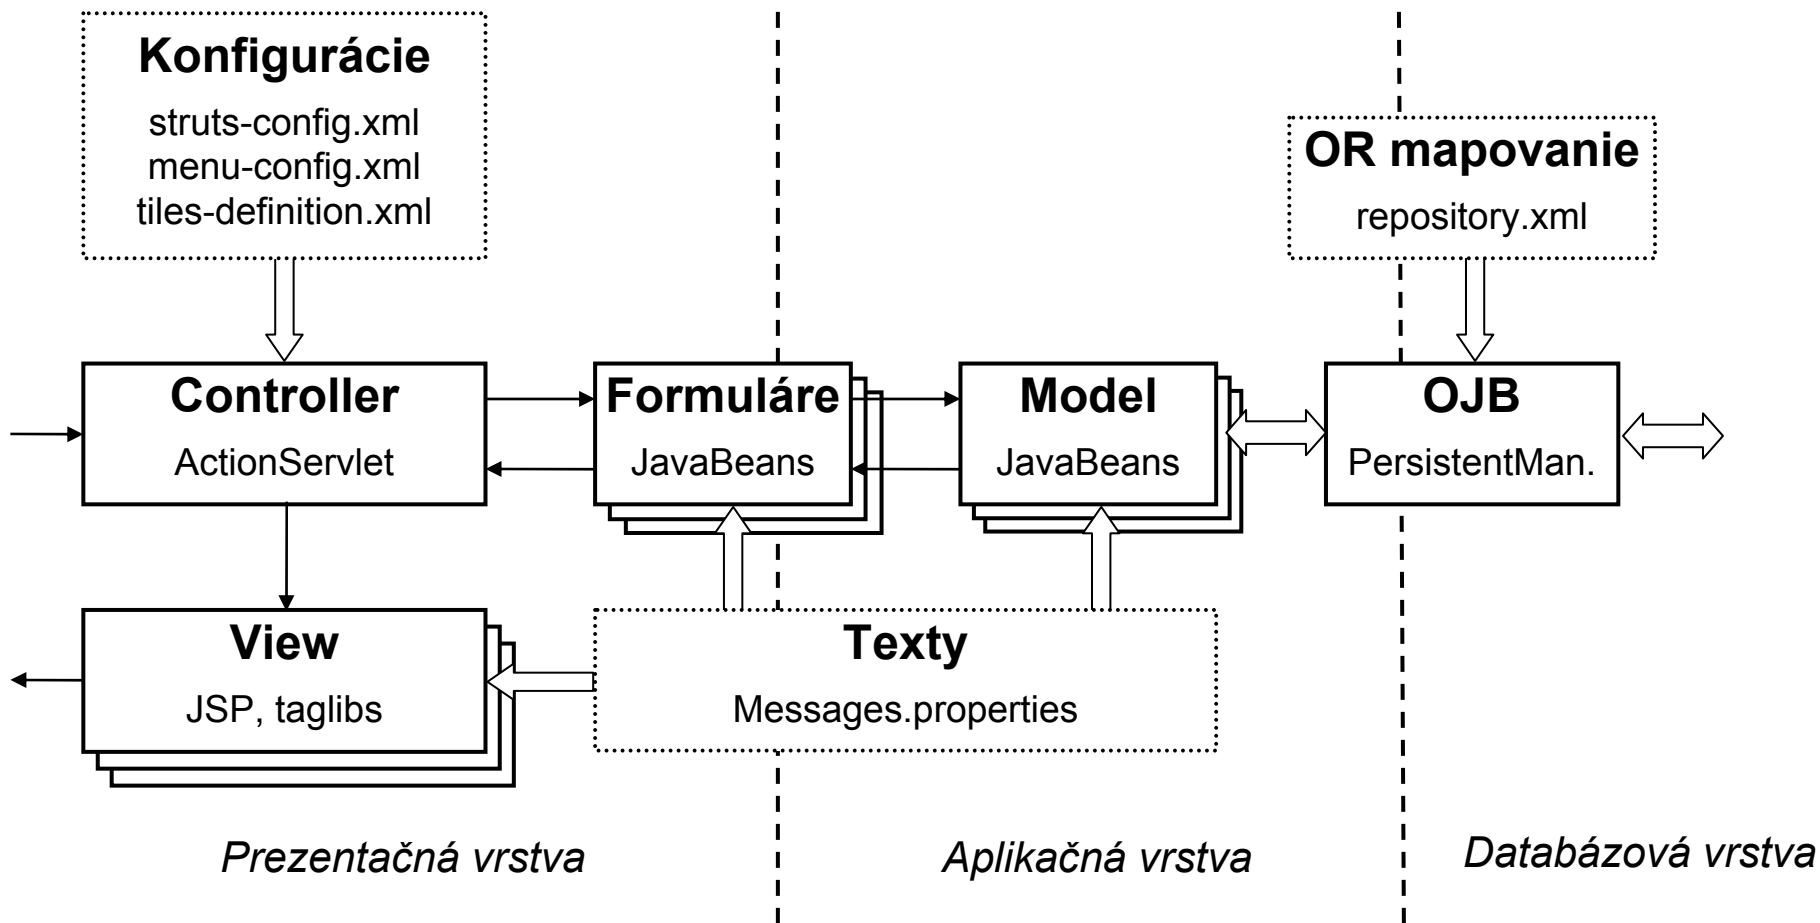 Konfigurácie
struts-config.xml
menu-config.xml
tiles-definition.xml
OR mapovanie
repository.xml
Controller
ActionServlet
Formuláre
JavaBeans
Model
JavaBeans
OJB
PersistentMan.
View
JSP, taglibs
Texty
Messages.properties
Prezentačná vrstva
Aplikačná vrstva
Databázová vrstva